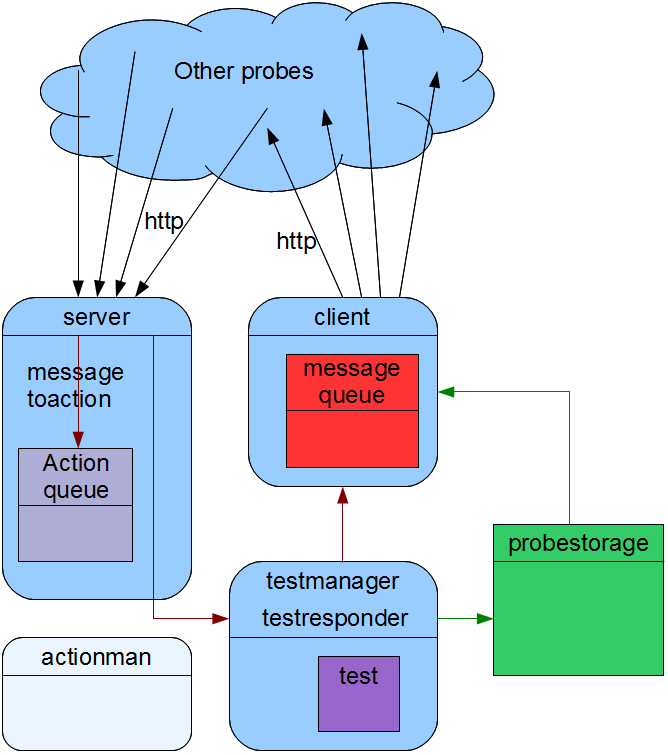 Other probes
http
http
server
client
message
toaction
message
queue
Action
queue
probestorage
testmanager
testresponder
actionman
test